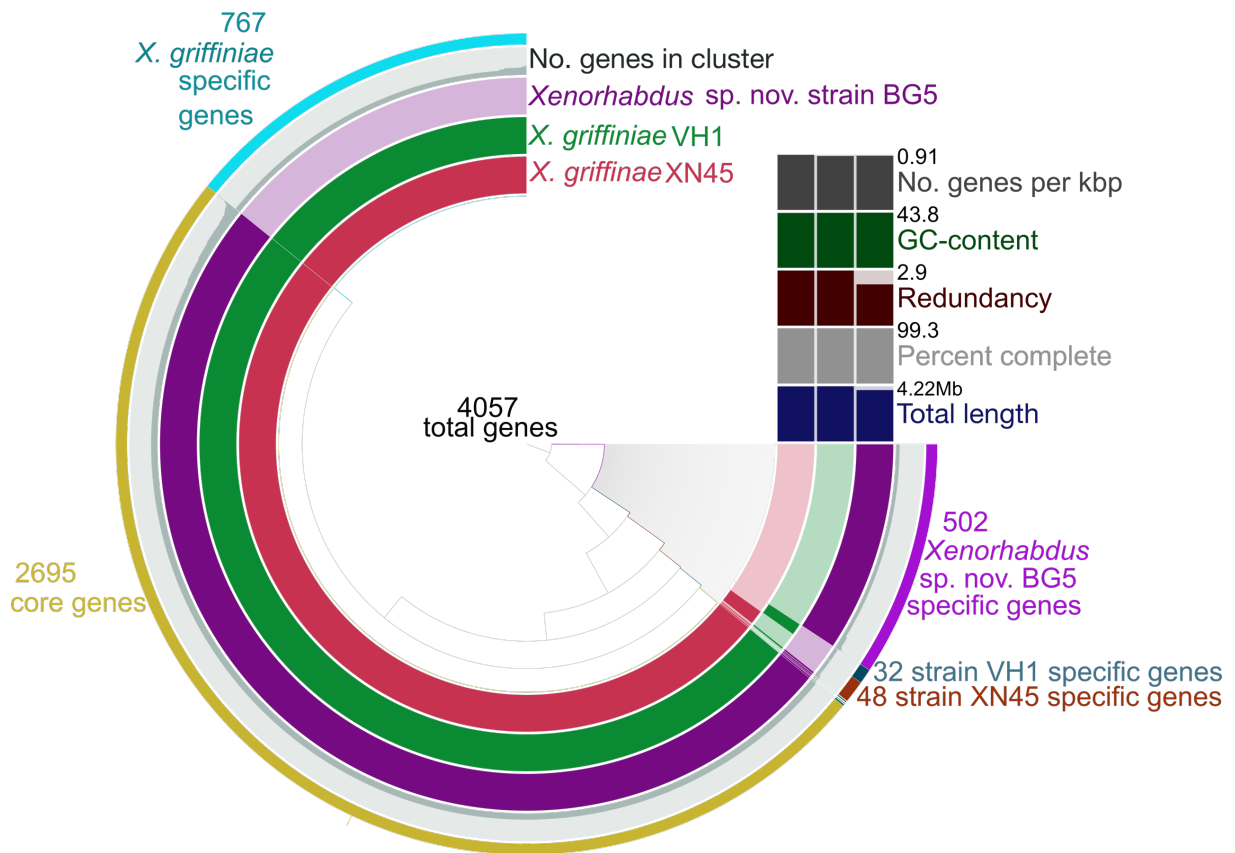 767
X. griffiniae
specific
genes
No. genes in cluster
Xenorhabdus sp. nov. strain BG5
X. griffiniae VH1
X. griffinae XN45
0.91
No. genes per kbp
43.8
GC-content
2.9
Redundancy
99.3
Percent complete
4.22Mb
Total length
4057
total genes
2695
core genes
502
Xenorhabdus
sp. nov. BG5
specific genes
32 strain VH1 specific genes
48 strain XN45 specific genes